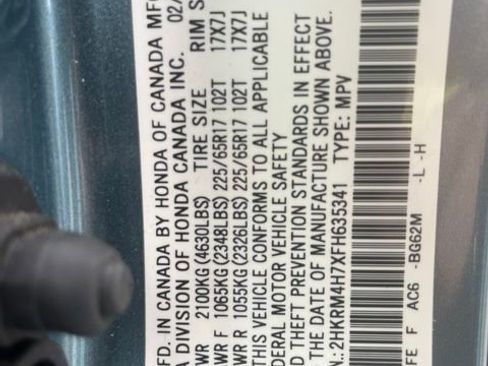 FD. IN CANADA BY HONDA OF CANADA MF
A DIVISION OF HONDA CANADA INC. 02/
WR 2100KG (4630LBS) TIRE SIZE RIM S
WR F 1065KG (2348LBS) 225/65R17 102T 17X7J
WR R 1055KG (2326LBS) 225/65R17 102T 17X7J
THIS VEHICLE CONFORMS TO ALL APPLICABLE
DERAL MOTOR VEHICLE SAFETY
D THEFT PREVENTION STANDARDS IN EFFECT
THE DATE OF MANUFACTURE SHOWN ABOVE.
N.:2HKRM4H7XFH635341 TYPE: MPV
FE F AC6 -BG62M -L -H